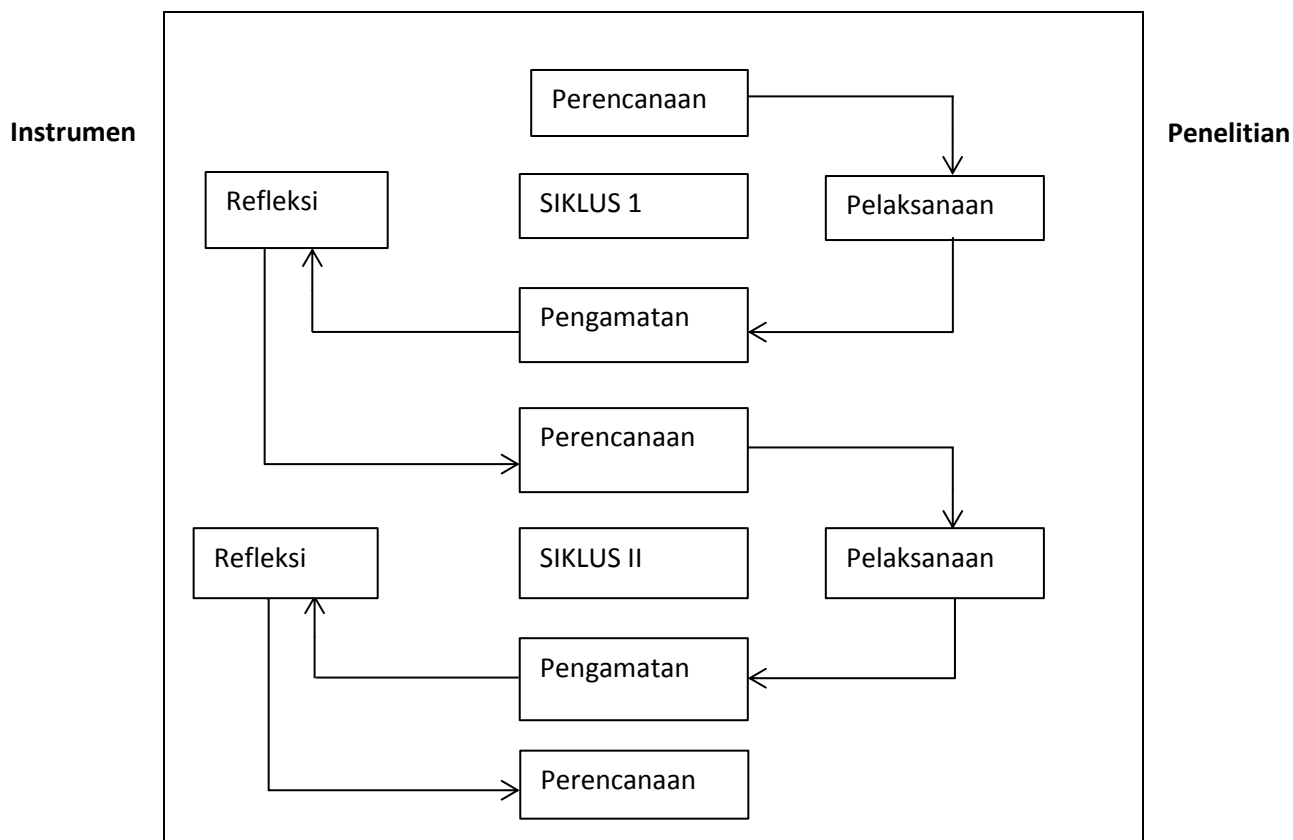 Perencanaan
Instrumen
Penelitian
Refleksi
SIKLUS 1
Pelaksanaan
Pengamatan
Perencanaan
Refleksi
SIKLUS II
Pelaksanaan
Pengamatan
Perencanaan